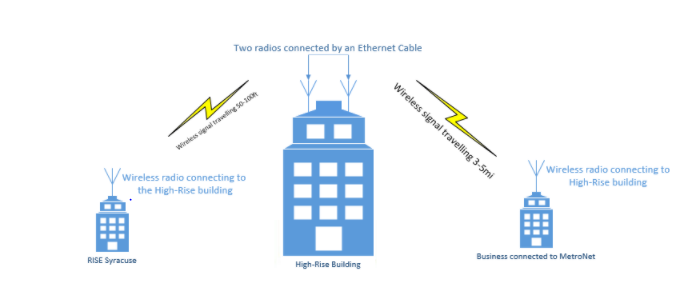 Two radios connected by an Ethernet Cable
Wireless signal travelling 50-100ft
Wireless signal travelling 3-5mi
Wireless radio connecting to
the High-Rise building
Wireless radio connecting to
High-Rise building
RISE Syracuse
High-Rise Building
Business connected to MetroNet